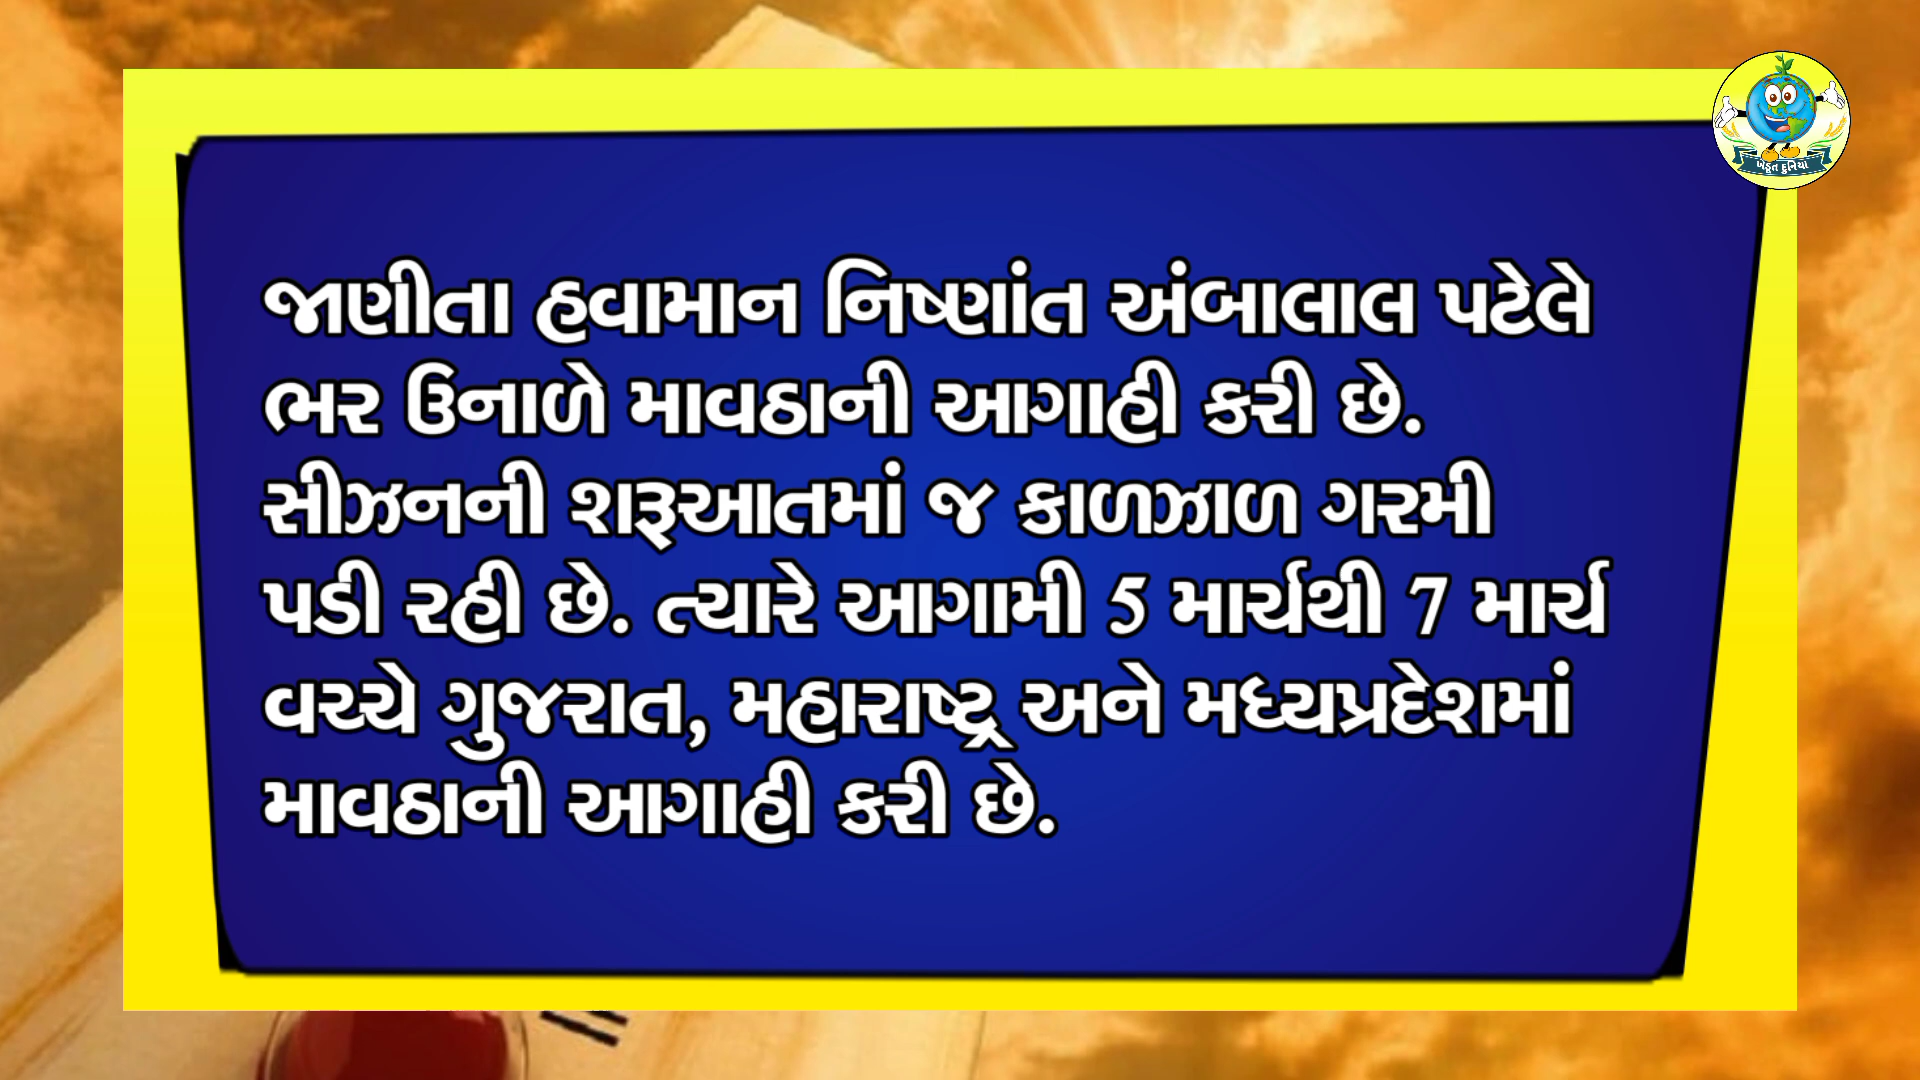 ખેડૂત દુનિયા
જાણીતા હવામાન નિષ્ણાંત અંબાલાલ પટેલે
ભર ઉનાળે માવઠાની આગાહી કરી છે.
સીઝનની શરૂઆતમાં જ કાળઝાળ ગરમી
પડી રહી છે. ત્યારે આગામી 5 માર્ચથી 7 માર્ચ
વચ્ચે ગુજરાત, મહારાષ્ટ્ર અને મધ્યપ્રદેશમાં
માવઠાની આગાહી કરી છે.